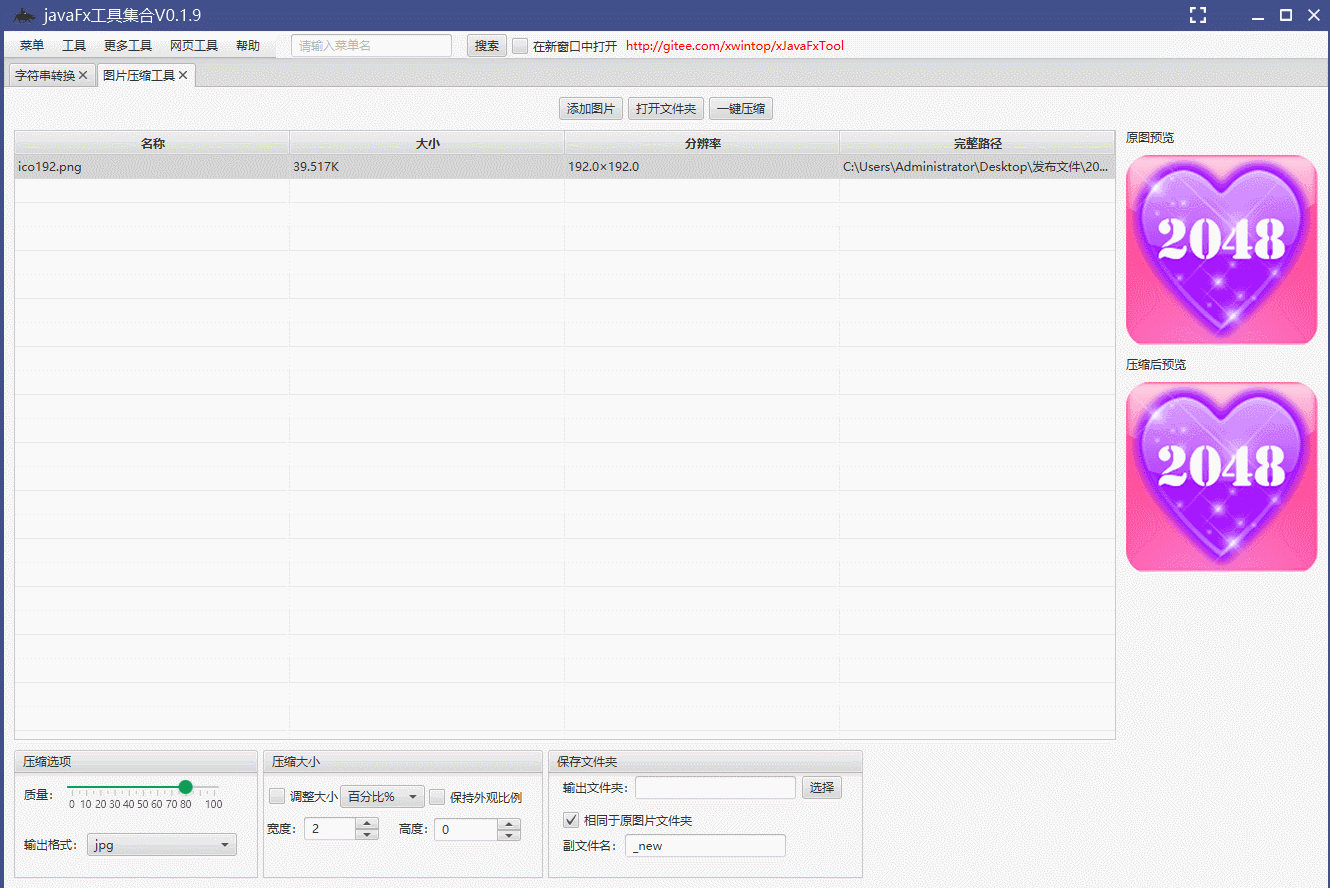 javaFx工具集合V0.1.9
菜单 工具 更多工具 网页工具 帮助 请输入菜单名 搜索 在新窗口中打开 http://gitee.com/xwintop/xJavaFxTool
字符串转换 图片压缩工具
添加图片 打开文件夹 一键压缩
名称 大小 分辨率 完整路径
ico192.png 39.517K 192.0×192.0 C:\Users\Administrator\Desktop\发布文件\20...
原图预览
2048
压缩后预览
2048
压缩选项
质量:
0 10 20 30 40 50 60 70 80 100
输出格式: jpg
压缩大小
调整大小 百分比% 保持外观比例
宽度: 2 高度: 0
保存文件夹
输出文件夹: 选择
相同于原图片文件夹
副文件名: _new